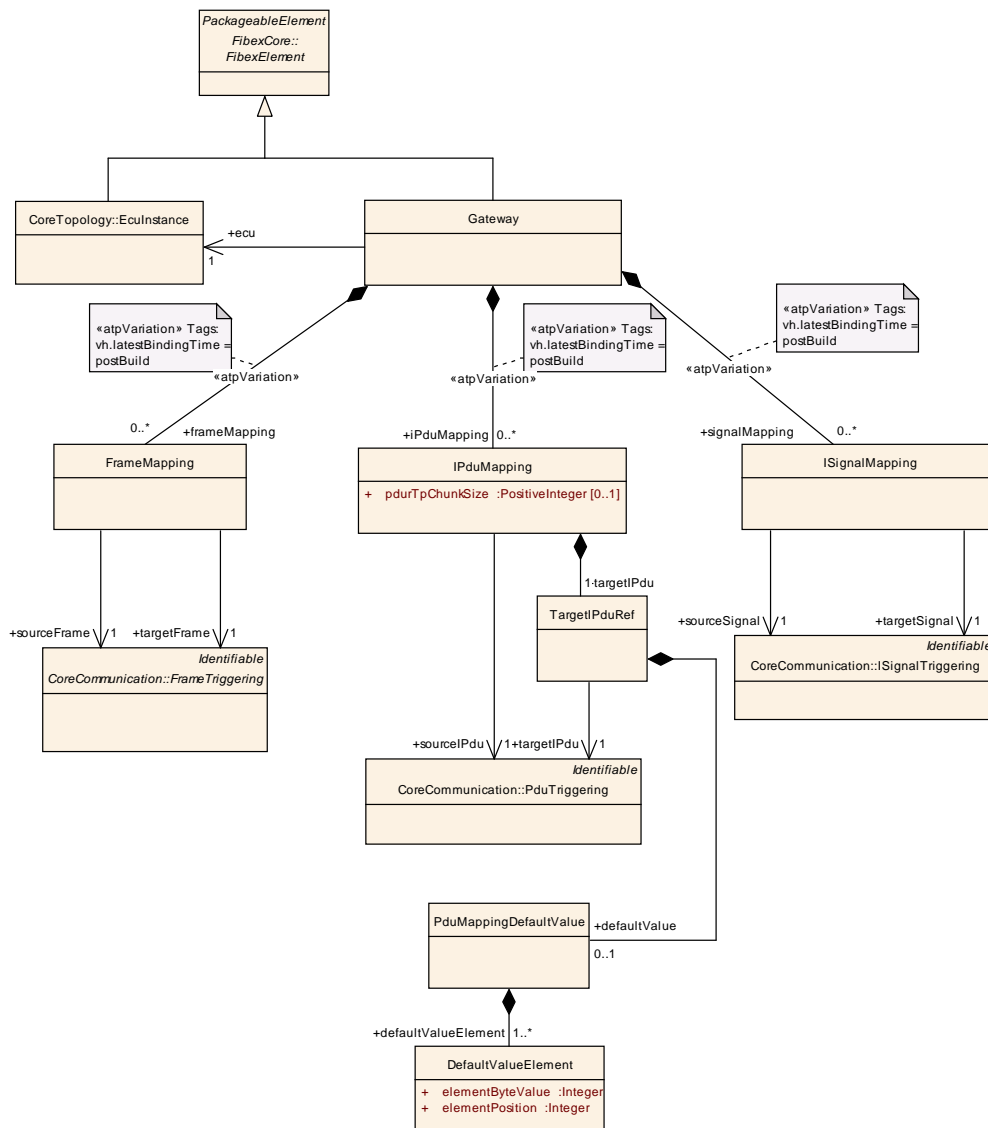 PackageableElement
FibexCore::
FibexElement
CoreTopology::EcuInstance
Gateway
+ecu
1
«atpVariation» Tags:
vh.latestBindingTime =
postBuild
«atpVariation» Tags:
vh.latestBindingTime =
postBuild
«atpVariation» Tags:
vh.latestBindingTime =
postBuild
«atpVariation»
«atpVariation»
«atpVariation»
0..*
+frameMapping
+iPduMapping
0..*
+signalMapping
0..*
FrameMapping
IPduMapping
+ pdurTpChunkSize :PositiveInteger [0..1]
ISignalMapping
1
+targetIPdu
TargetIPduRef
+sourceFrame
1
+targetFrame
1
+sourceSignal
1
+targetSignal
1
Identifiable
CoreCommunication::FrameTriggering
Identifiable
CoreCommunication::ISignalTriggering
+sourceIPdu
1
+targetIPdu
1
Identifiable
CoreCommunication::PduTriggering
PduMappingDefaultValue
+defaultValue
0..1
+defaultValueElement
1..*
DefaultValueElement
+ elementByteValue :Integer
+ elementPosition :Integer